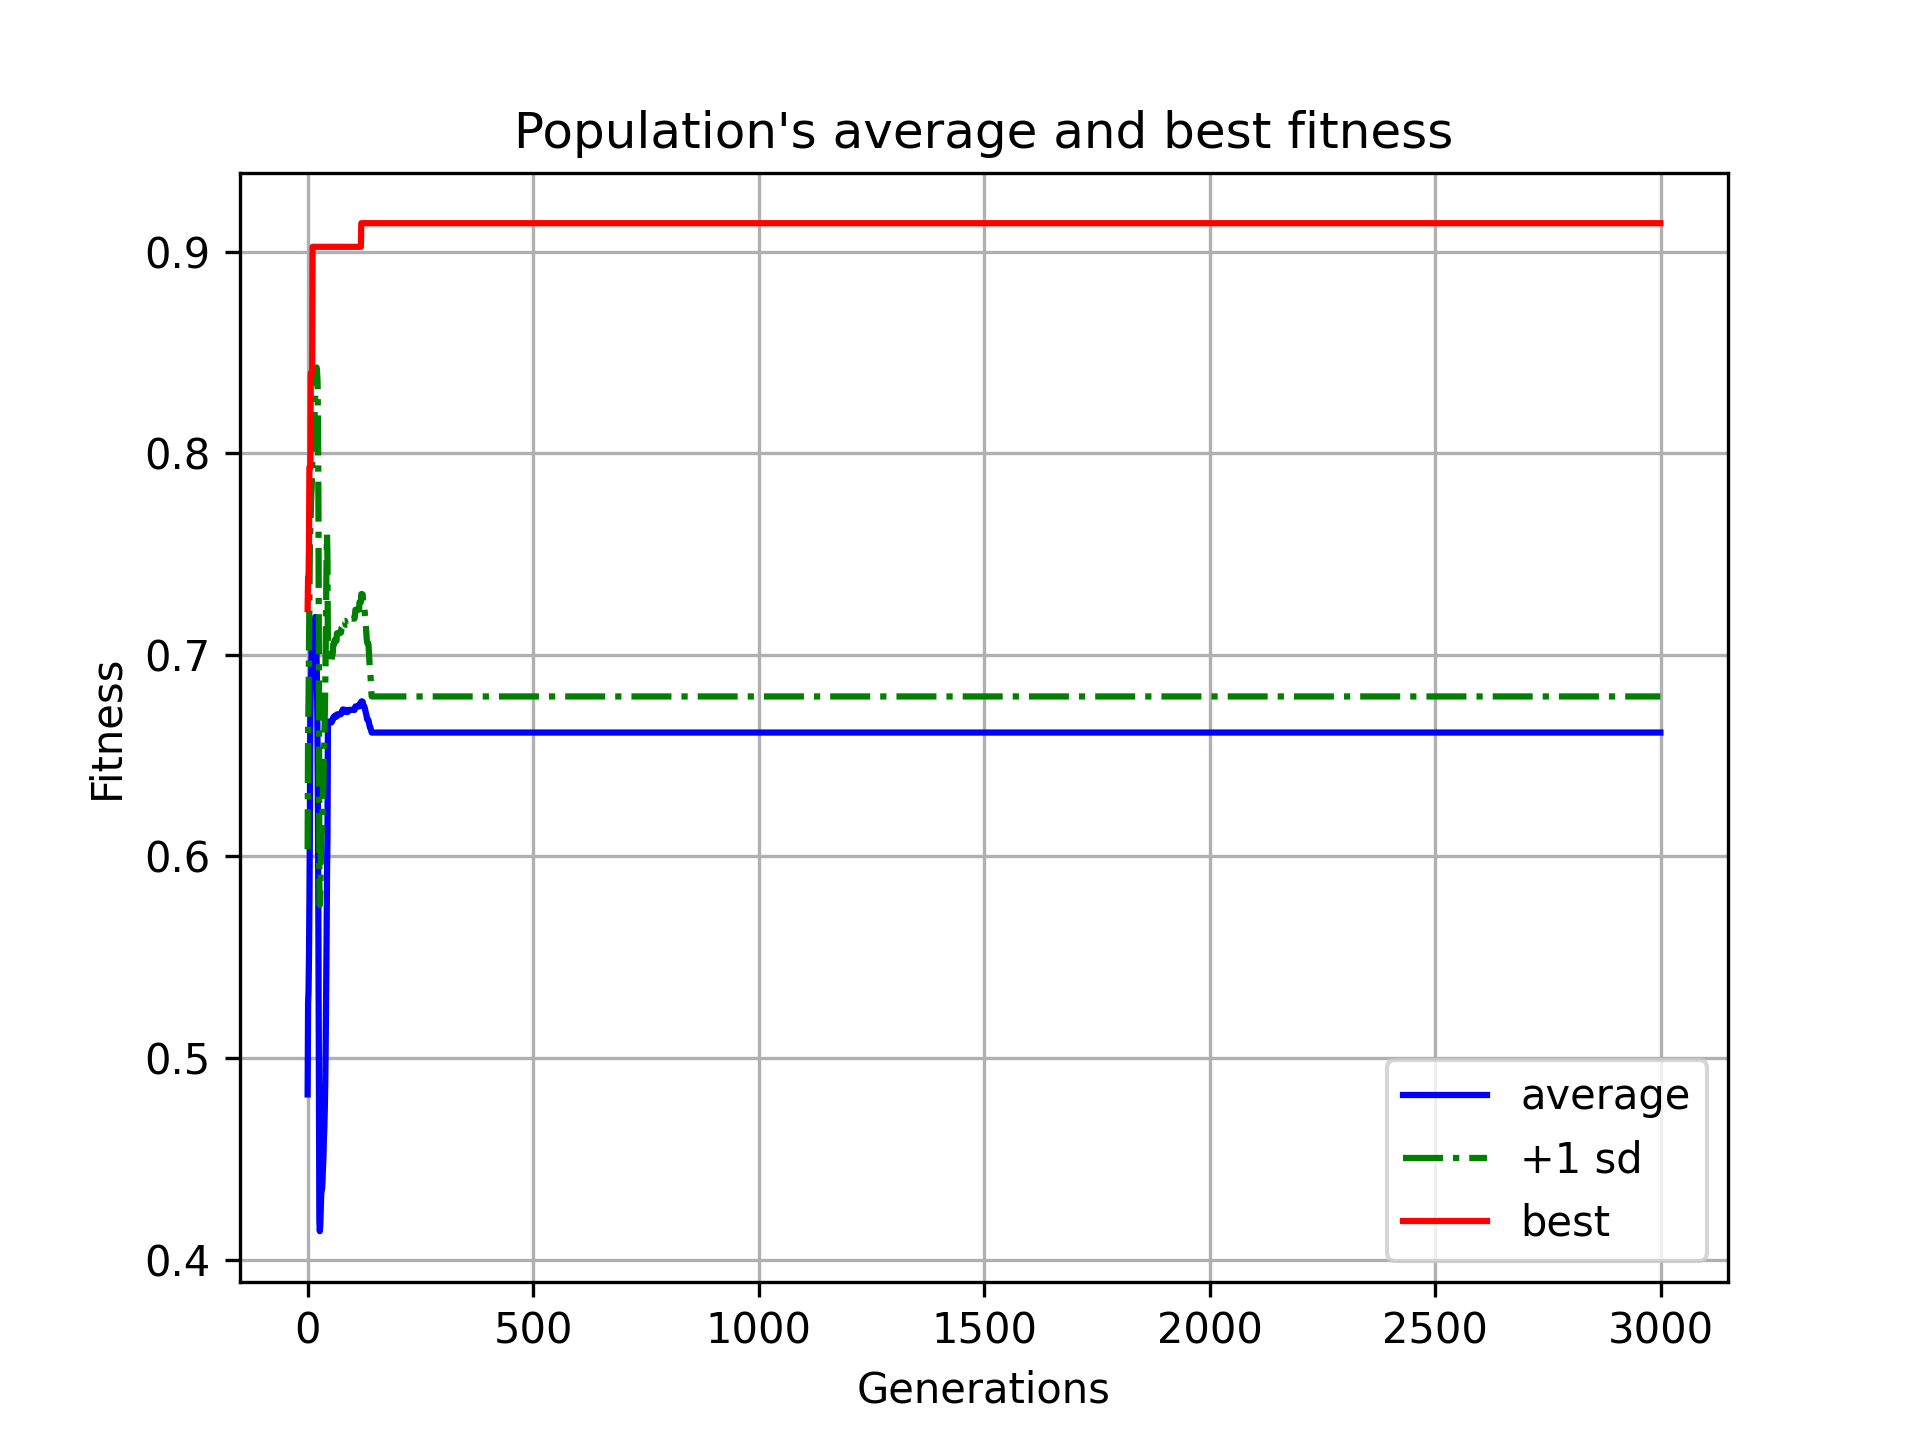 Population's average and best fitness
Fitness
0.9
0.8
0.7
0.6
0.5
0.4
average
+1 sd
best
0 500 1000 1500 2000 2500 3000
Generations